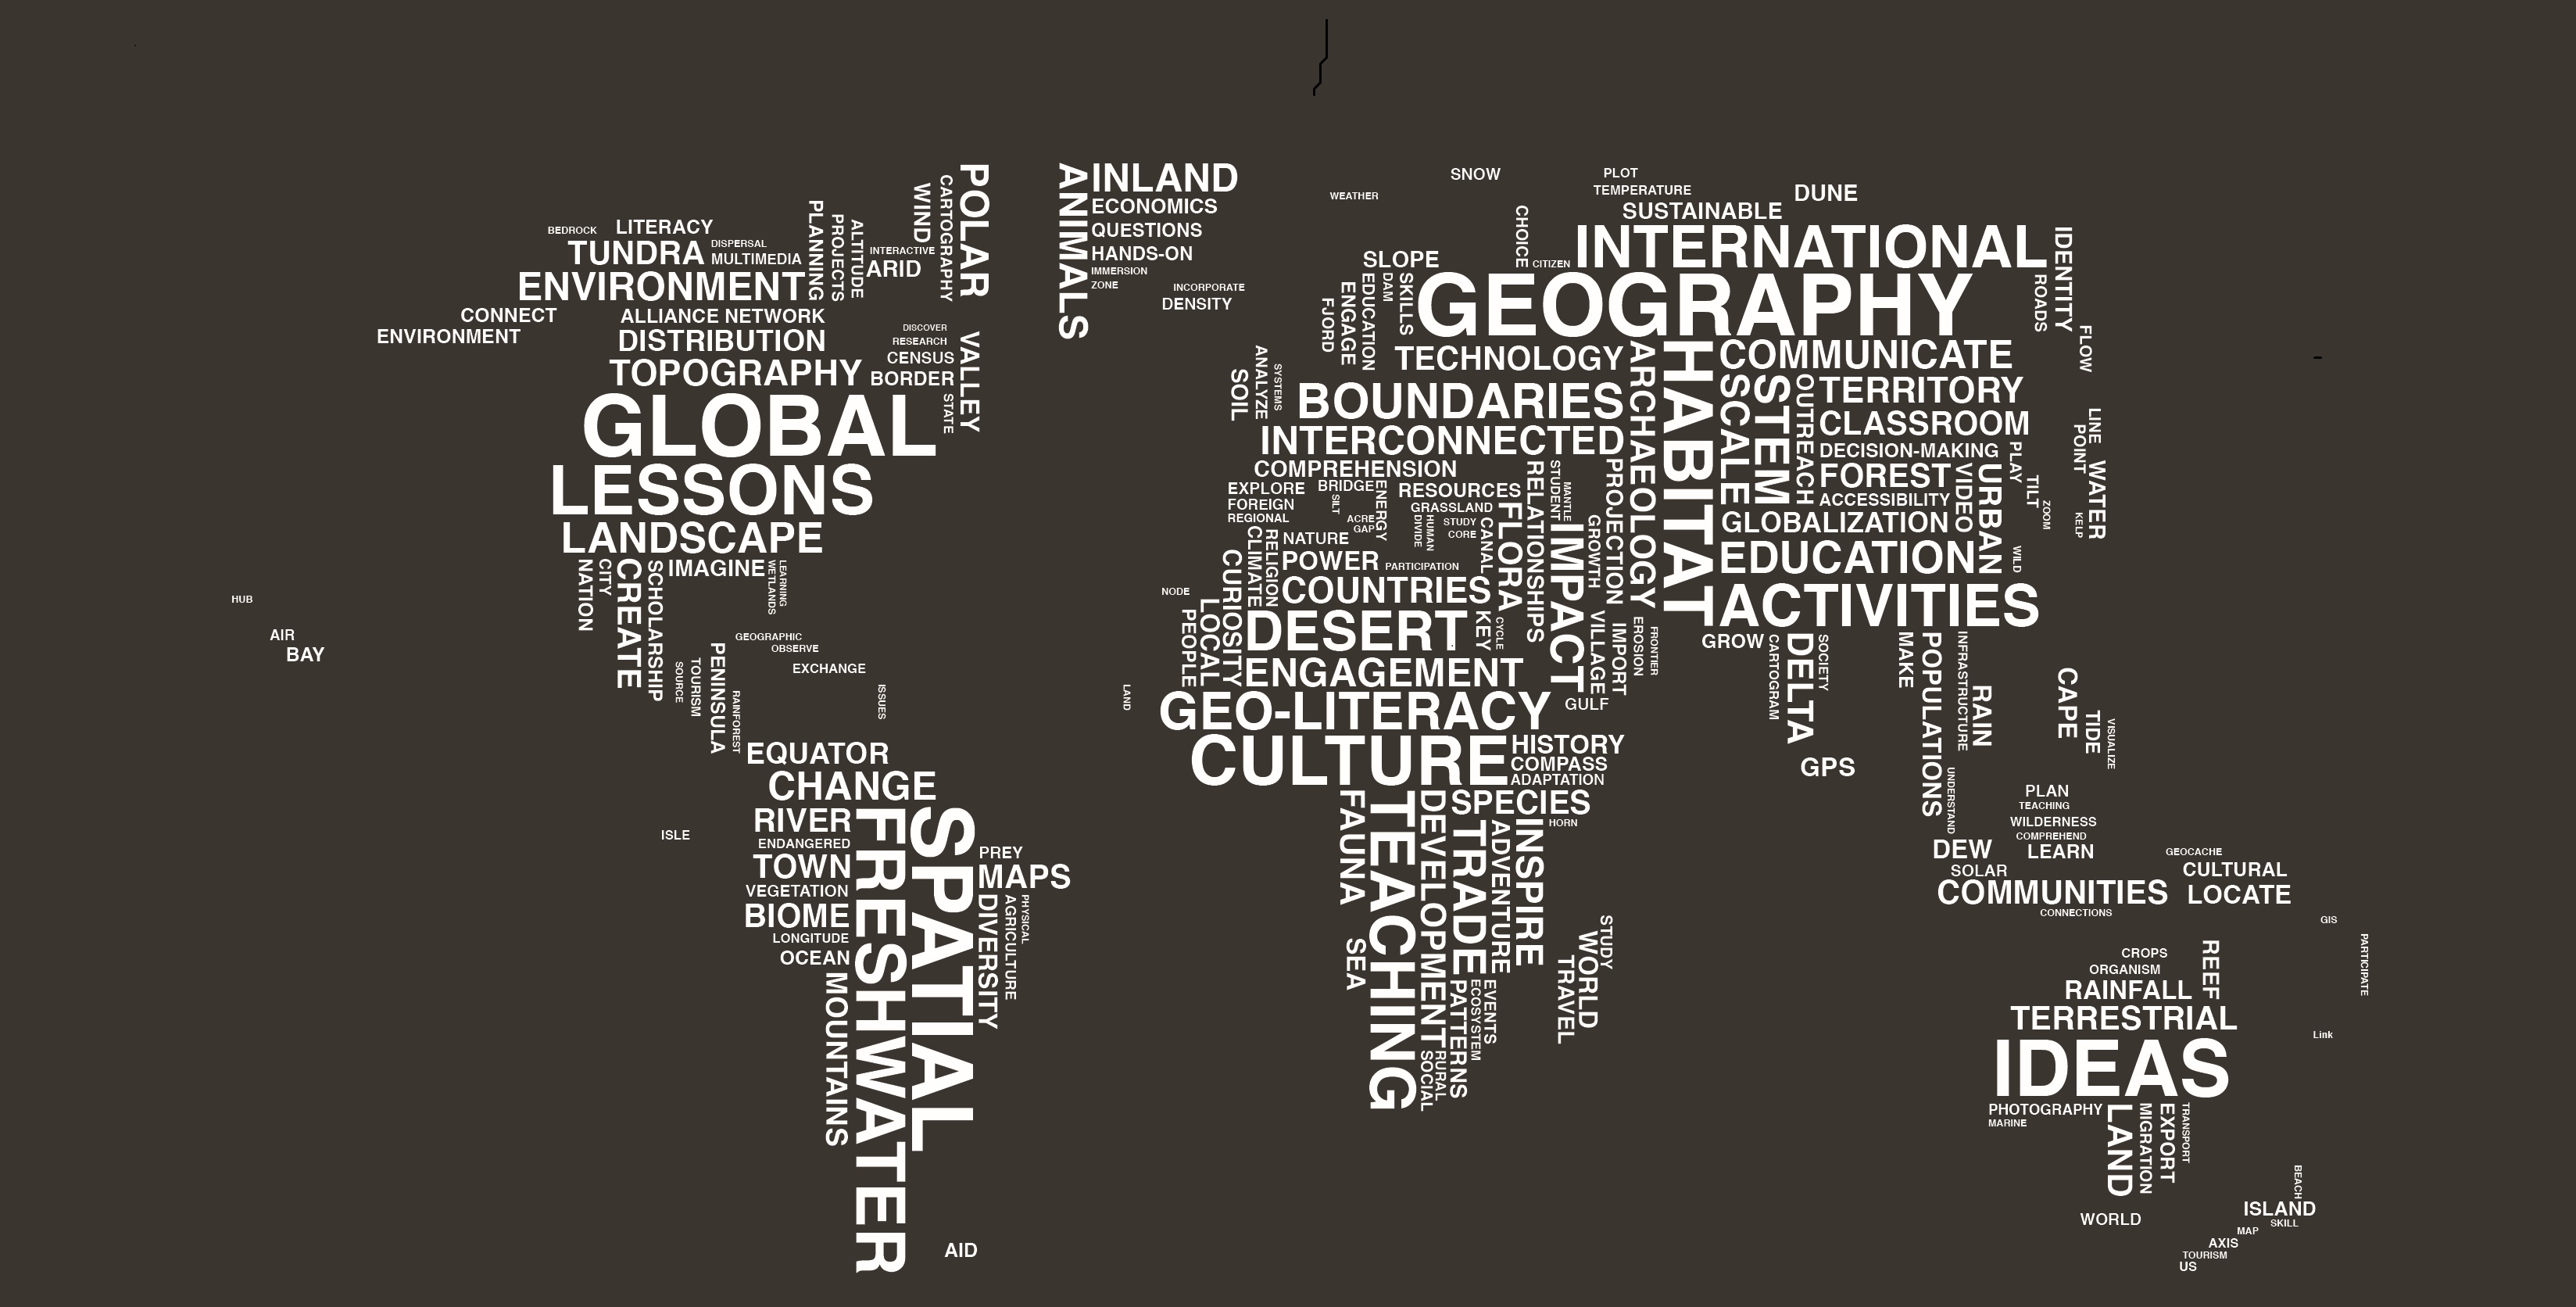 POLAR
CARTOGRAPHY
WIND
PLANNING
PROJECTS
ALTITUDE
INTERACTIVE
ARID
BEDROCK
LITERACY
TUNDRA
DISPERSAL
MULTIMEDIA
ENVIRONMENT
CONNECT
ENVIRONMENT
ALLIANCE NETWORK
DISTRIBUTION
TOPOGRAPHY
DISCOVER
RESEARCH
CENSUS
BORDER
VALLEY
STATE
GLOBAL
LESSONS
LANDSCAPE
NATION
CITY
CREATE
SCHOLARSHIP
IMAGINE
WETLANDS
LEARNING
HUB
AIR
BAY
SOURCE
TOURISM
PENINSULA
RAINFOREST
GEOGRAPHIC
OBSERVE
EXCHANGE
ISSUES
EQUATOR
CHANGE
RIVER
ENDANGERED
TOWN
VEGETATION
BIOME
LONGITUDE
OCEAN
MOUNTAINS
FRESHWATER
SPATIAL
ISLE
PREY
MAPS
DIVERSITY
AGRICULTURE
PHYSICAL
AID
ANIMALS
INLAND
ECONOMICS
QUESTIONS
HANDS-ON
IMMERSION
ZONE
INCORPORATE
DENSITY
WEATHER
SNOW
PLOT
TEMPERATURE
SUSTAINABLE
DUNE
CHOICE
CITIZEN
INTERNATIONAL
IDENTITY
ROADS
FLOW
SLOPE
FJORD
ENGAGE
EDUCATION
DAM
SKILLS
GEOGRAPHY
TECHNOLOGY
SOIL
ANALYZE
SYSTEMS
BOUNDARIES
INTERCONNECTED
ARCHAEOLOGY
HABITAT
COMMUNICATE
SCALE
STEM
OUTREACH
TERRITORY
CLASSROOM
DECISION-MAKING
FOREST
ACCESSIBILITY
VIDEO
URBAN
PLAY
TILT
ZOOM
WILD
LINE
POINT
WATER
KELP
GLOBALIZATION
EDUCATION
ACTIVITIES
COMPREHENSION
EXPLORE
FOREIGN
REGIONAL
BRIDGE
SILT
ACRE
GAP
ENERGY
RESOURCES
GRASSLAND
DIVIDE
HUMAN
STUDY
CORE
CANAL
FLORA
RELATIONSHIPS
STUDENT
MANTLE
IMPACT
GROWTH
PROJECTION
NATURE
CLIMATE
RELIGION
POWER
PARTICIPATION
COUNTRIES
NODE
PEOPLE
LOCAL
CURIOSITY
DESERT
KEY
CYCLE
ENGAGEMENT
VILLAGE
IMPORT
EROSION
FRONTIER
GULF
LAND
GEO-LITERACY
CULTURE
HISTORY
COMPASS
ADAPTATION
SPECIES
HORN
FAUNA
TEACHING
DEVELOPMENT
TRADE
ADVENTURE
INSPIRE
SEA
STUDY
WORLD
TRAVEL
PATTERNS
ECOSYSTEM
EVENTS
SOCIAL
RURAL
GROW
CARTOGRAM
DELTA
SOCIETY
GPS
MAKE
POPULATIONS
INFRASTRUCTURE
RAIN
UNDERSTAND
CAPE
TIDE
VISUALIZE
PLAN
TEACHING
WILDERNESS
COMPREHEND
LEARN
DEW
SOLAR
COMMUNITIES
CONNECTIONS
GEOCACHE
CULTURAL
LOCATE
GIS
PARTICIPATE
Link
CROPS
ORGANISM
REEF
RAINFALL
TERRESTRIAL
IDEAS
PHOTOGRAPHY
MARINE
LAND
MIGRATION
EXPORT
TRANSPORT
WORLD
BEACH
ISLAND
SKILL
MAP
AXIS
TOURISM
US